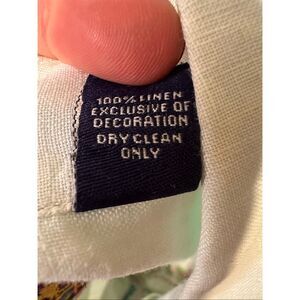 100% LINEN
EXCLUSIVE OF
DECORATION
DRY CLEAN
ONLY